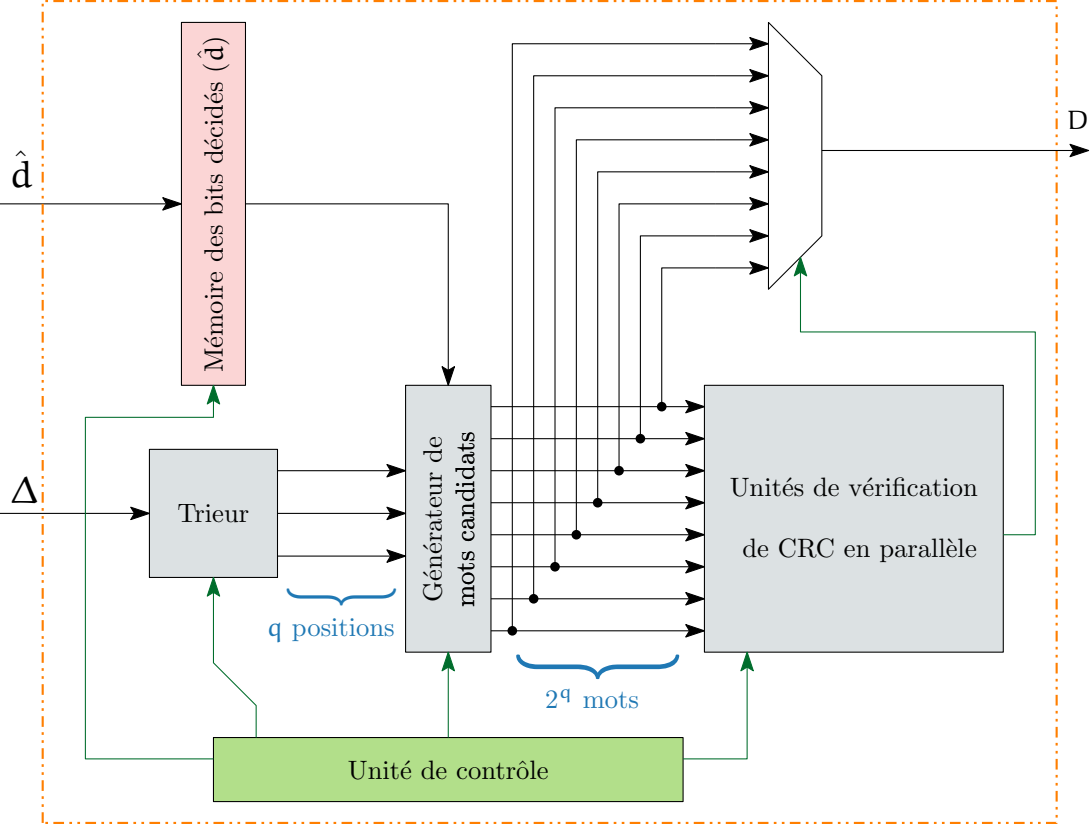 Mémoire des bits décidés (d̂)
D
d̂
Δ
Trieur
Générateur de
mots candidats
Unités de vérification
de CRC en parallèle
q positions
2^q mots
Unité de contrôle